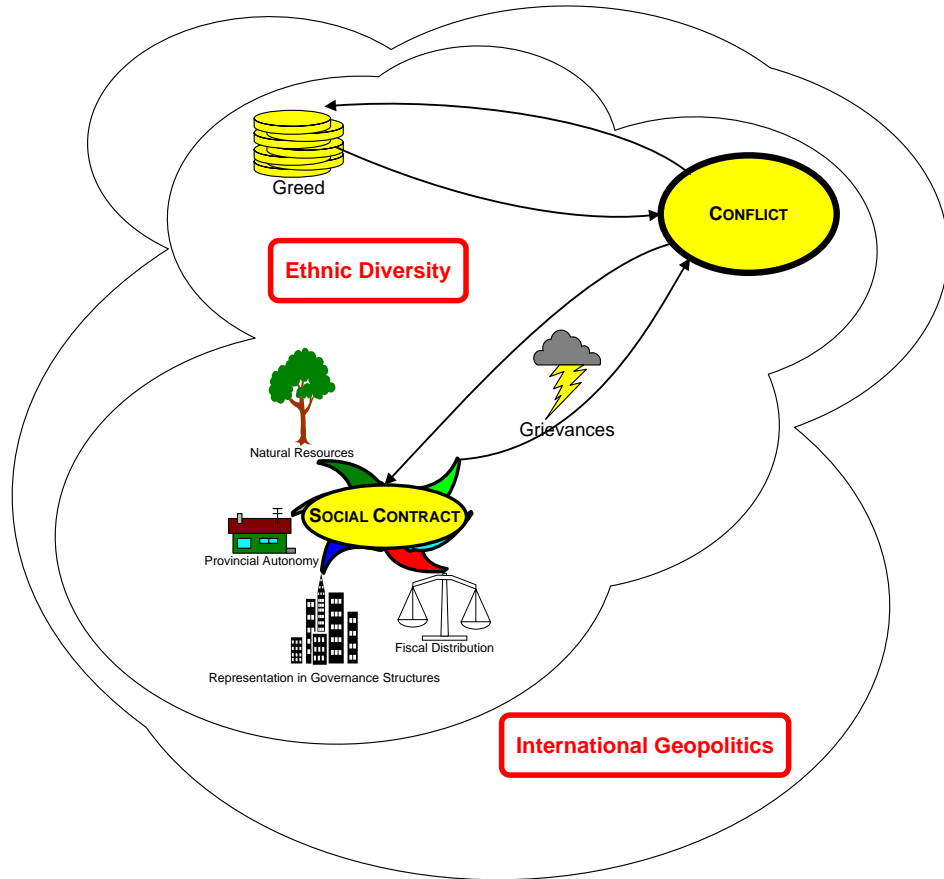 Greed
CONFLICT
Ethnic Diversity
Grievances
Natural Resources
SOCIAL CONTRACT
Provincial Autonomy
Fiscal Distribution
Representation in Governance Structures
International Geopolitics